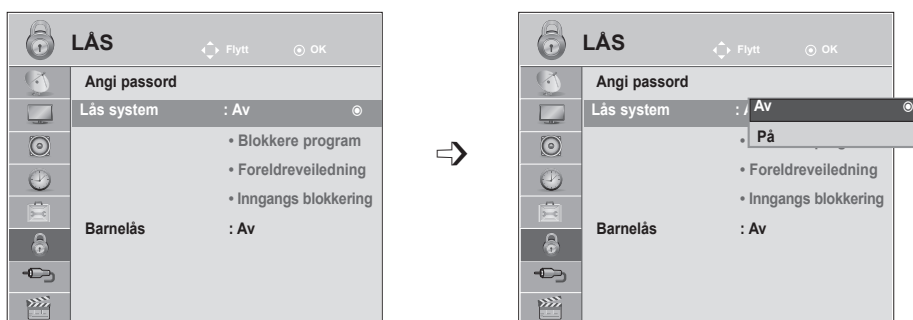 LÅS
Flytt
OK
Angi passord
Lås system : Av
• Blokkere program
• Foreldreveiledning
• Inngangs blokkering
Barnelås : Av
LÅS
Flytt
OK
Angi passord
Lås system :
Av
På
• Foreldreveiledning
• Inngangs blokkering
Barnelås : Av